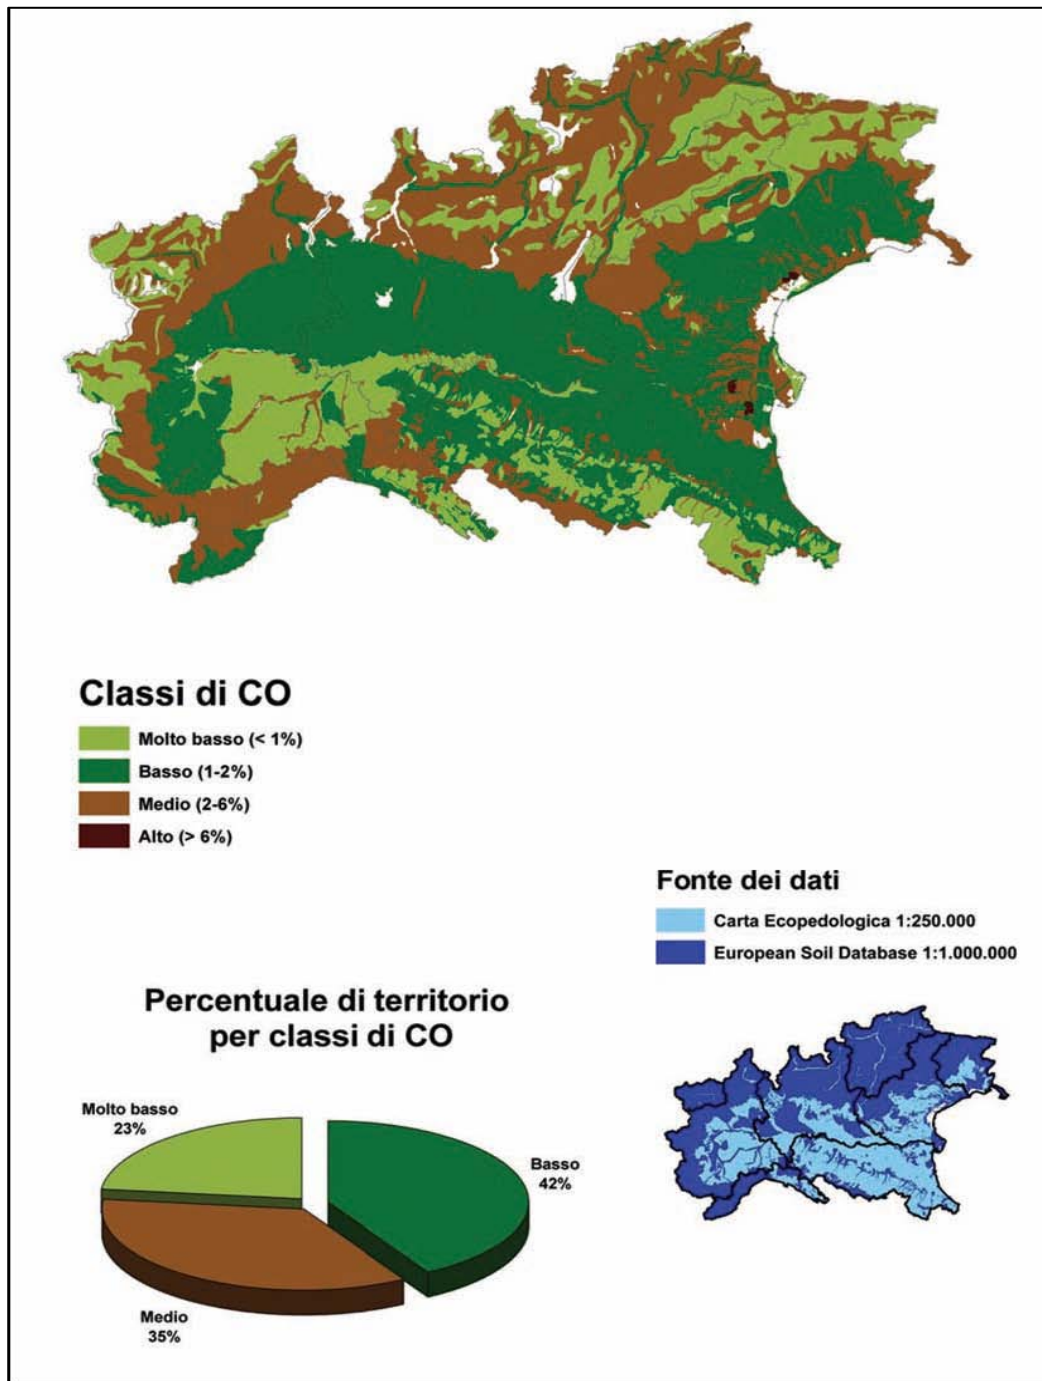 Classi di CO
Molto basso (< 1%)
Basso (1-2%)
Medio (2-6%)
Alto (> 6%)
Fonte dei dati
Carta Ecopedologica 1:250.000
European Soil Database 1:1.000.000
Percentuale di territorio
per classi di CO
Molto basso
23%
Basso
42%
Medio
35%